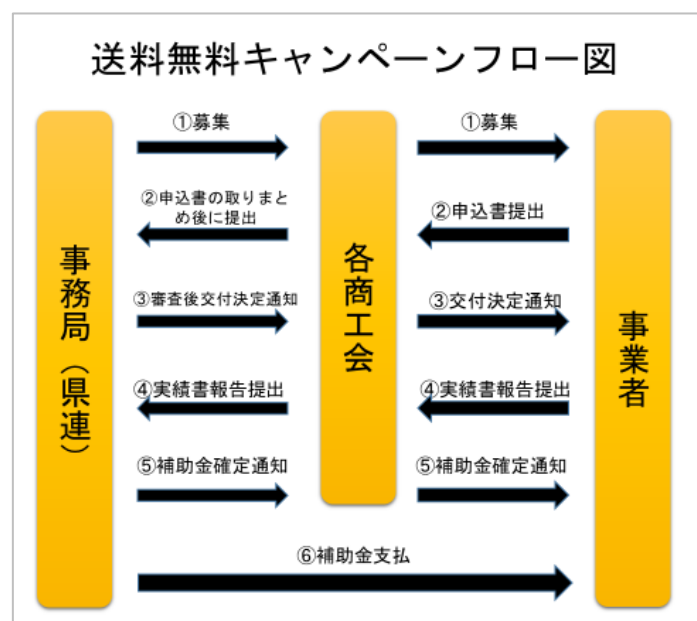 送料無料キャンペーンフロー図
事務局（県連）
各商工会
事業者
①募集
①募集
②申込書の取りまと
め後に提出
②申込書提出
③審査後交付決定通知
③交付決定通知
④実績書報告提出
④実績書報告提出
⑤補助金確定通知
⑤補助金確定通知
⑥補助金支払